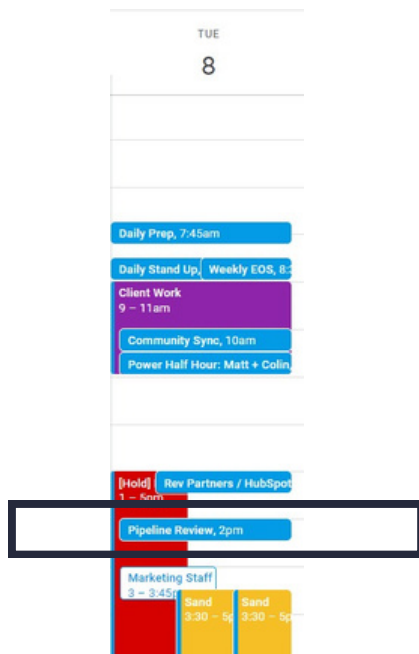 TUE
8
Daily Prep, 7:45am
Daily Stand Up,
Weekly EOS, 8:
Client Work
9 – 11am
Community Sync, 10am
Power Half Hour: Matt + Colin,
[Hold]
1 – 5pm
Rev Partners / HubSpot
Pipeline Review, 2pm
Marketing Staff
3 – 3:45p
Sand
3:30 – 5p
Sand
3:30 – 5p